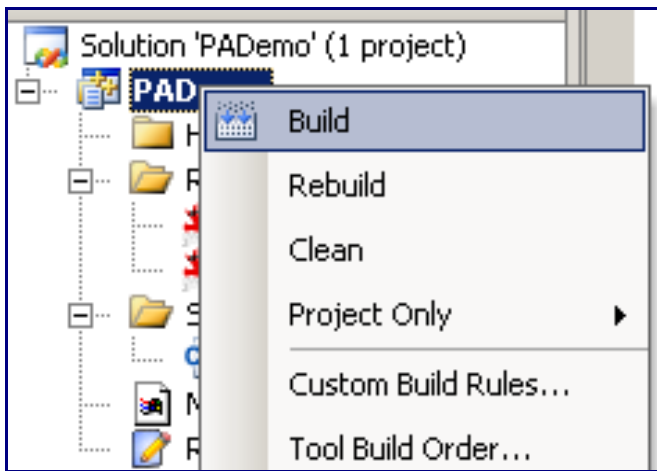 Solution 'PADemo' (1 project)
PAD
Build
Rebuild
Clean
Project Only
Custom Build Rules...
Tool Build Order...